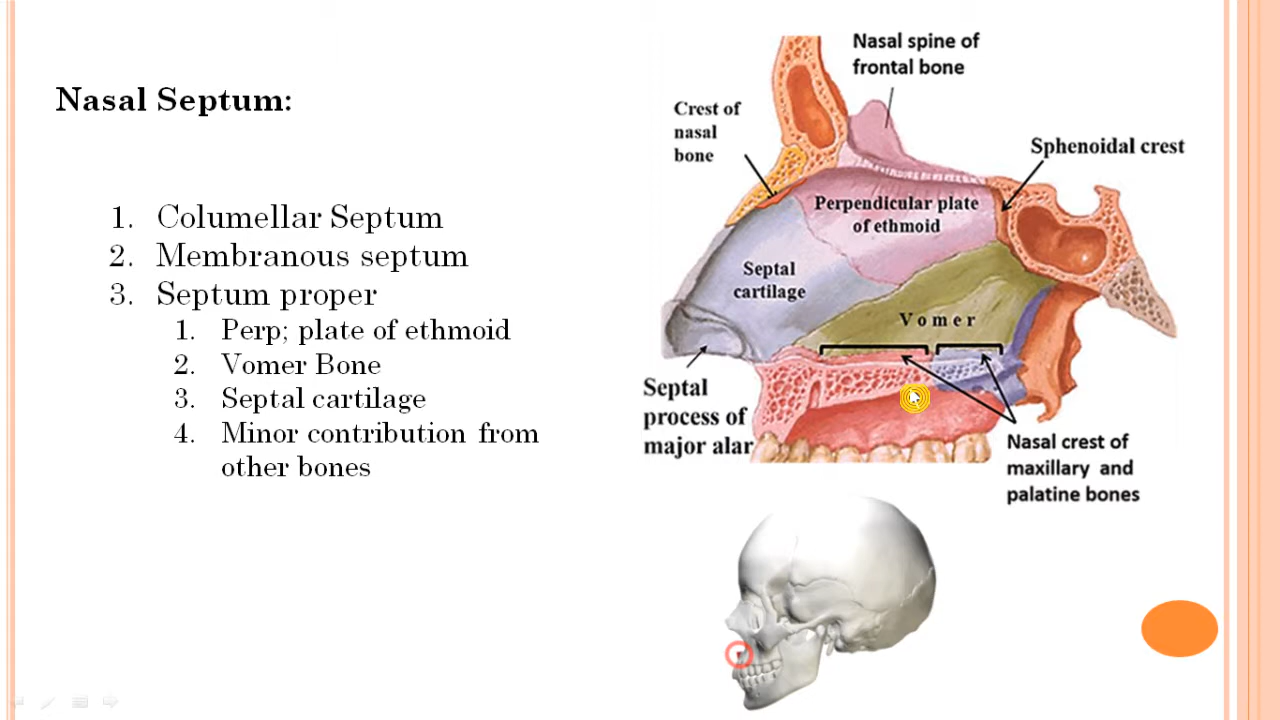 Nasal Septum:
1. Columellar Septum
2. Membranous septum
3. Septum proper
1. Perp; plate of ethmoid
2. Vomer Bone
3. Septal cartilage
4. Minor contribution from
other bones
Nasal spine of
frontal bone
Crest of
nasal
bone
Sphenoidal crest
Perpendicular plate
of ethmoid
Septal
cartilage
Vomer
Septal
process of
major alar
Nasal crest of
maxillary and
palatine bones